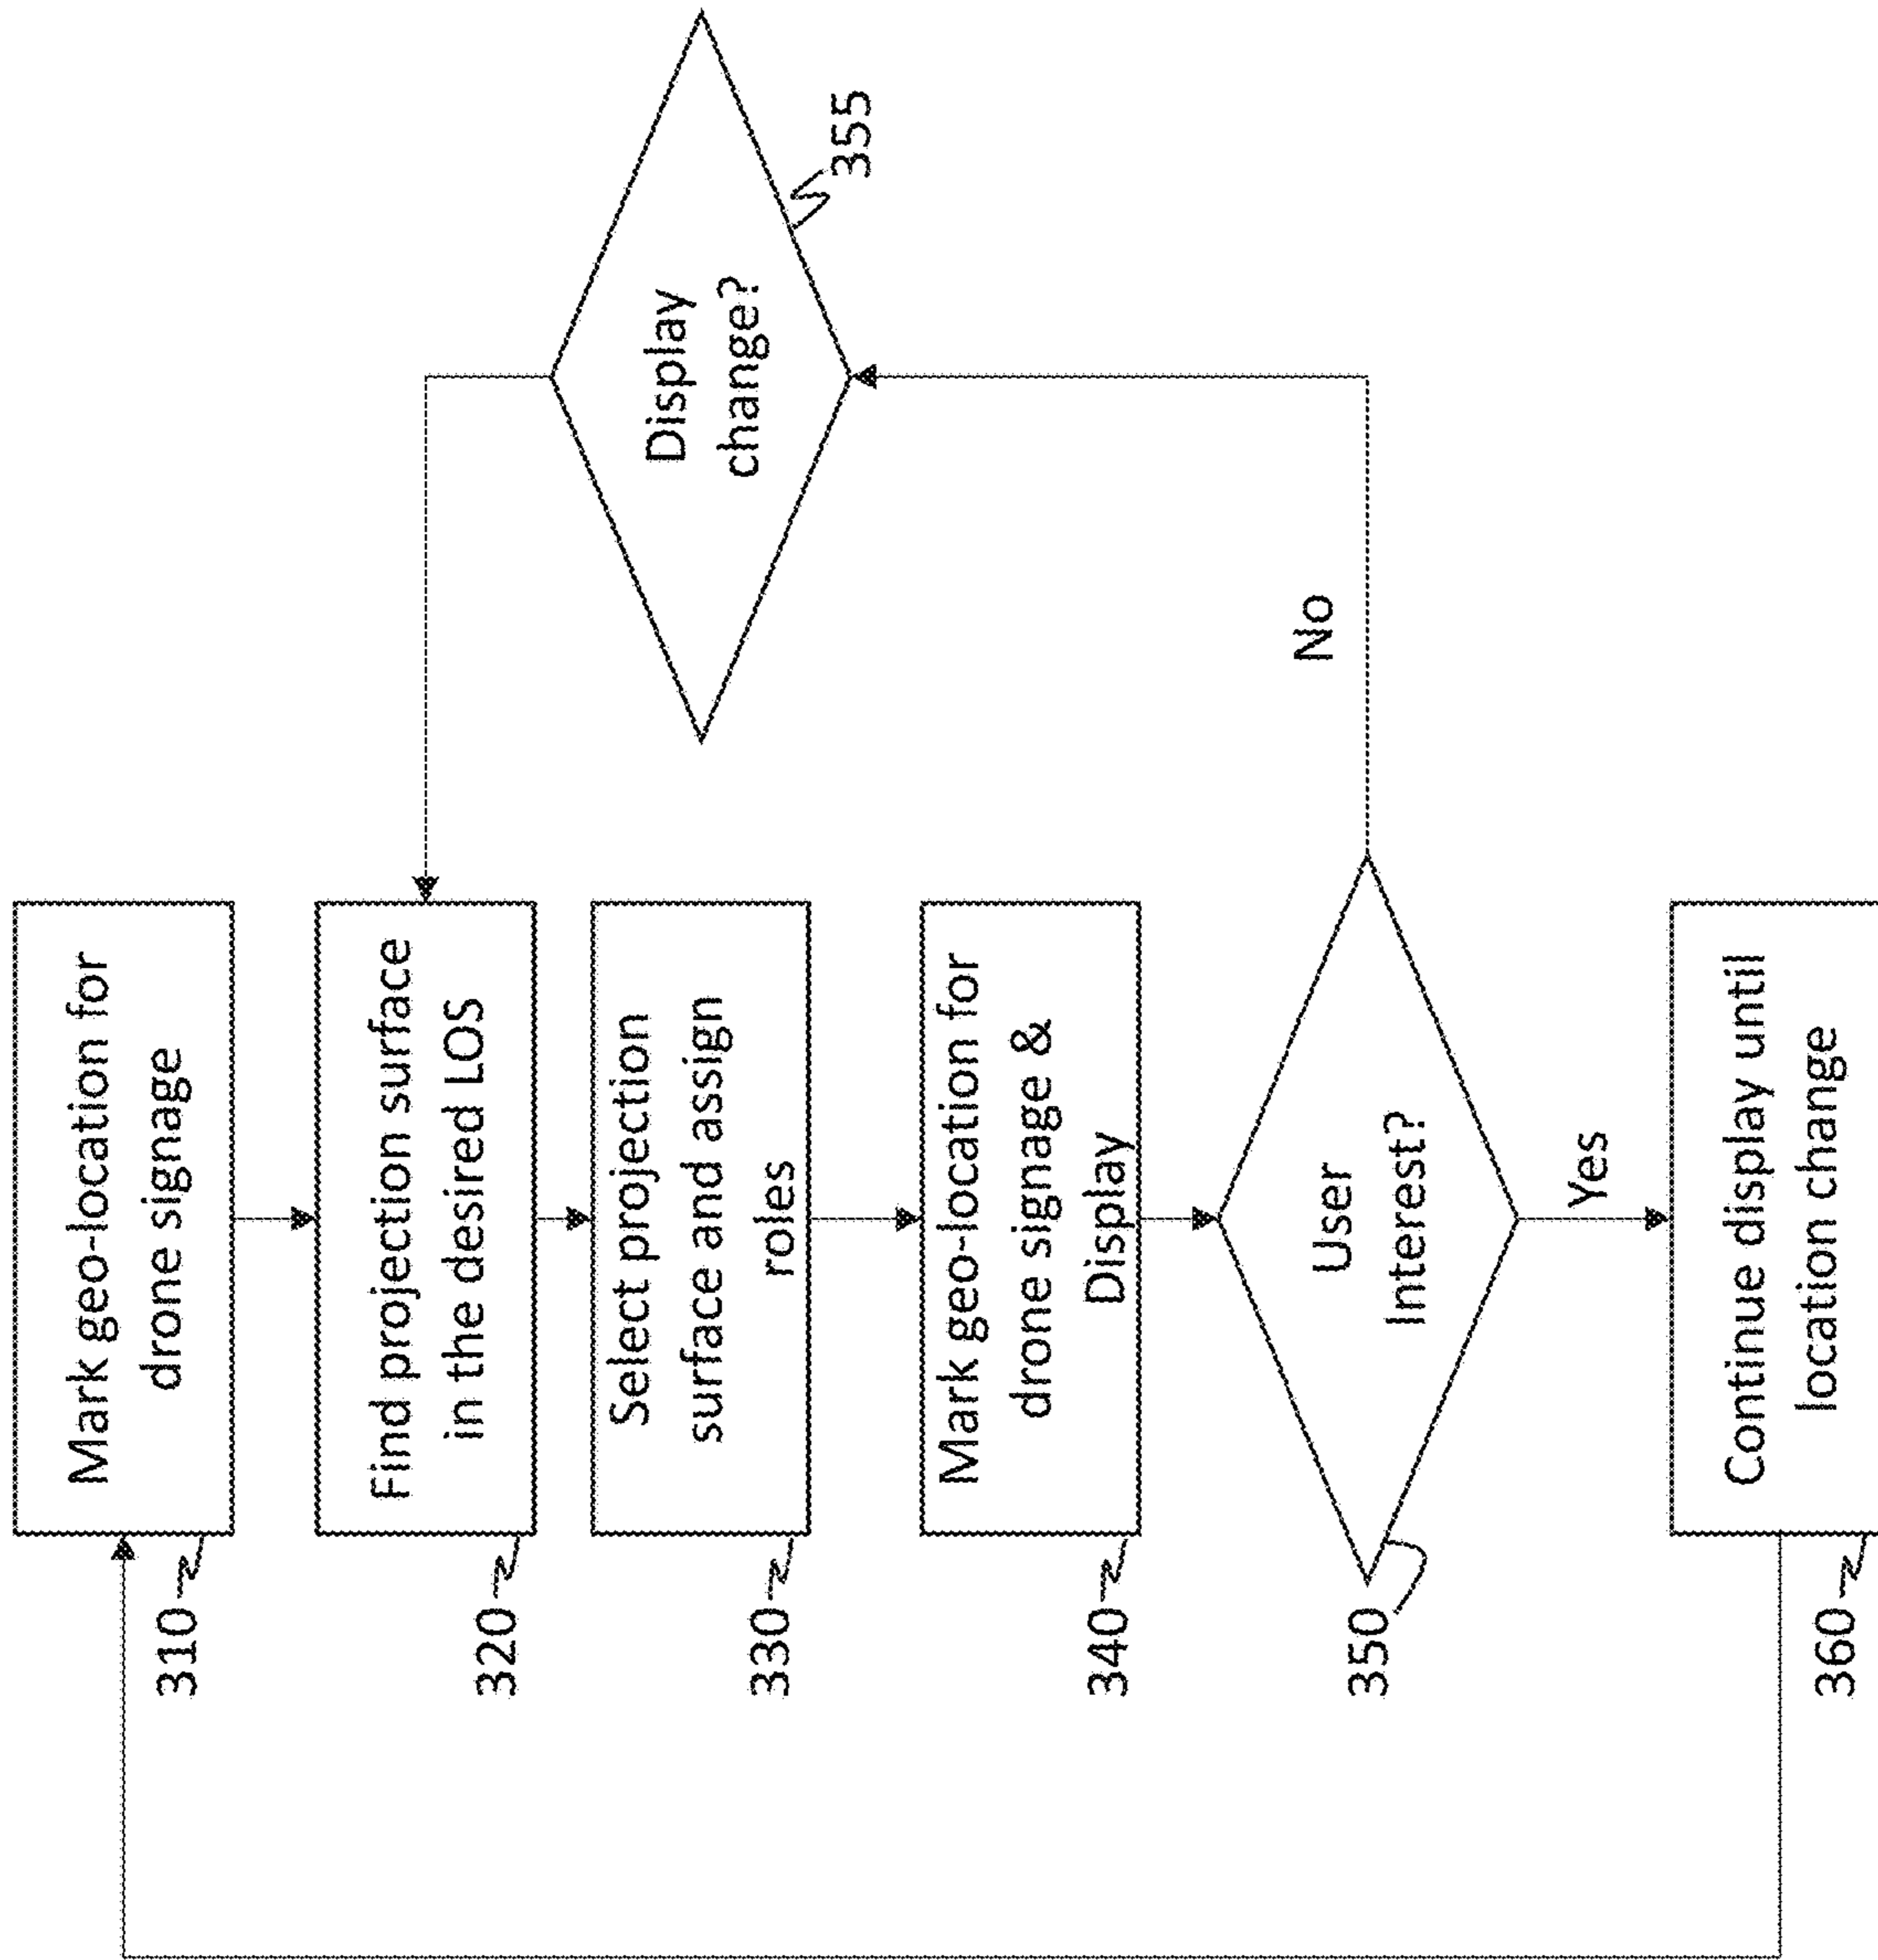 Mark geo-location for
drone signage
310
Find projection surface
in the desired LOS
320
Select projection
surface and assign
roles
330
Mark geo-location for
drone signage &
Display
340
User
Interest?
350
No
Display
change?
355
Yes
Continue display until
location change
360